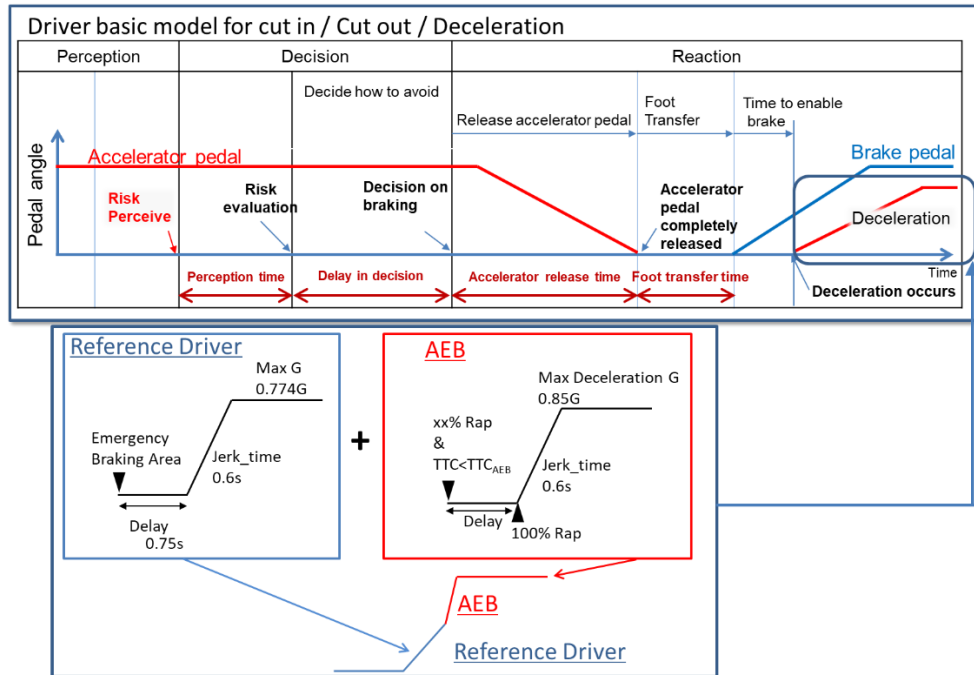 Driver basic model for cut in / Cut out / Deceleration
Perception
Decision
Reaction
Decide how to avoid
Release accelerator pedal
Foot
Transfer
Time to enable
brake
Pedal angle
Accelerator pedal
Brake pedal
Risk
Perceive
Risk
evaluation
Decision on
braking
Accelerator
pedal
completely
released
Deceleration
Time
Perception time
Delay in decision
Accelerator release time
Foot transfer time
Deceleration occurs
Reference Driver
Max G
0.774G
Emergency
Braking Area
Jerk_time
0.6s
Delay
0.75s
+
AEB
Max Deceleration G
0.85G
xx% Rap
&
TTC<TTCAEB
Jerk_time
0.6s
Delay
100% Rap
AEB
Reference Driver